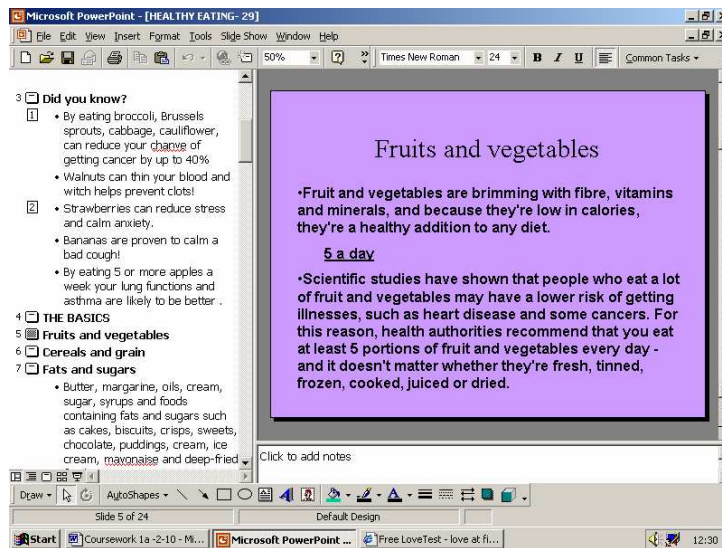 Microsoft PowerPoint - [HEALTHY EATING- 29]
File Edit View Insert Format Tools Slide Show Window Help
50% Times New Roman 24 B I U Common Tasks
3 Did you know?
1 • By eating broccoli, Brussels
sprouts, cabbage, cauliflower,
can reduce your chanve of
getting cancer by up to 40%
• Walnuts can thin your blood and
witch helps prevent clots!
2 • Strawberries can reduce stress
and calm anxiety.
• Bananas are proven to calm a
bad cough!
• By eating 5 or more apples a
week your lung functions and
asthma are likely to be better .
4 THE BASICS
5 Fruits and vegetables
6 Cereals and grain
7 Fats and sugars
• Butter, margarine, oils, cream,
sugar, syrups and foods
containing fats and sugars such
as cakes, biscuits, crisps, sweets,
chocolate, puddings, cream, ice
cream, mayonaise and deep-fried
Fruits and vegetables
•Fruit and vegetables are brimming with fibre, vitamins
and minerals, and because they're low in calories,
they're a healthy addition to any diet.
5 a day
•Scientific studies have shown that people who eat a lot
of fruit and vegetables may have a lower risk of getting
illnesses, such as heart disease and some cancers. For
this reason, health authorities recommend that you eat
at least 5 portions of fruit and vegetables every day -
and it doesn't matter whether they're fresh, tinned,
frozen, cooked, juiced or dried.
Click to add notes
Draw AutoShapes
Slide 5 of 24 Default Design
Start Coursework 1a -2-10 - Mi... Microsoft PowerPoint ... Free LoveTest - love at fi... 12:30